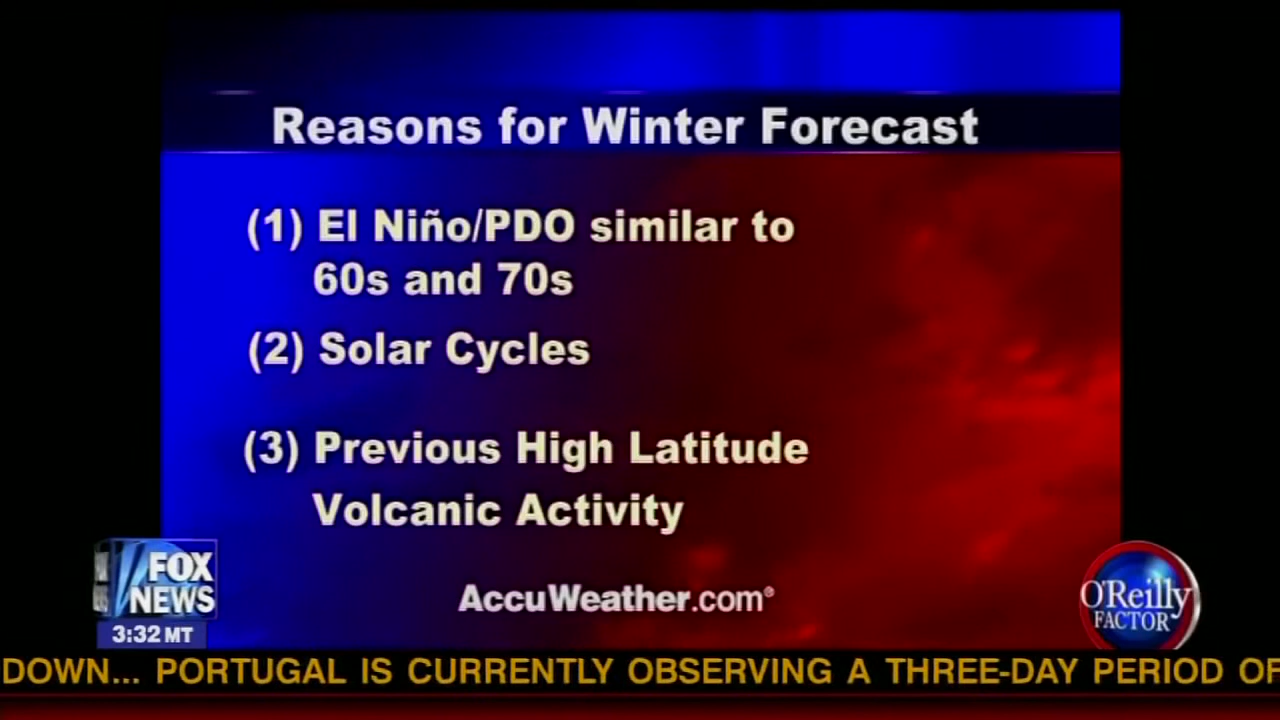 Reasons for Winter Forecast
(1) El Niño/PDO similar to
60s and 70s
(2) Solar Cycles
(3) Previous High Latitude
Volcanic Activity
AccuWeather.com®
FOX
NEWS
3:32 MT
O'Reilly
FACTOR
DOWN... PORTUGAL IS CURRENTLY OBSERVING A THREE-DAY PERIOD OF